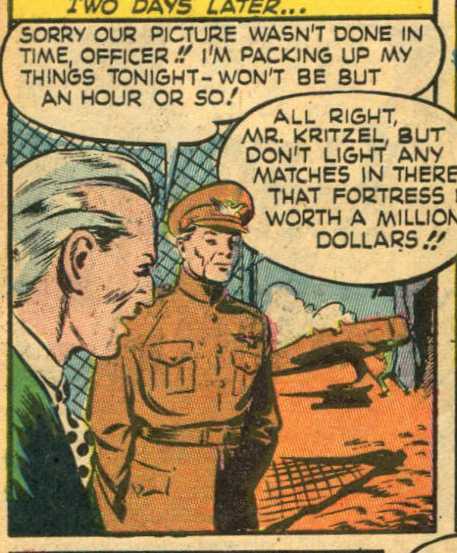 TWO DAYS LATER...
SORRY OUR PICTURE WASN'T DONE IN
TIME, OFFICER!! I'M PACKING UP MY
THINGS TONIGHT-WON'T BE BUT
AN HOUR OR SO!
ALL RIGHT,
MR. KRITZEL, BUT
DON'T LIGHT ANY
MATCHES IN THERE
THAT FORTRESS
WORTH A MILLION
DOLLARS!!